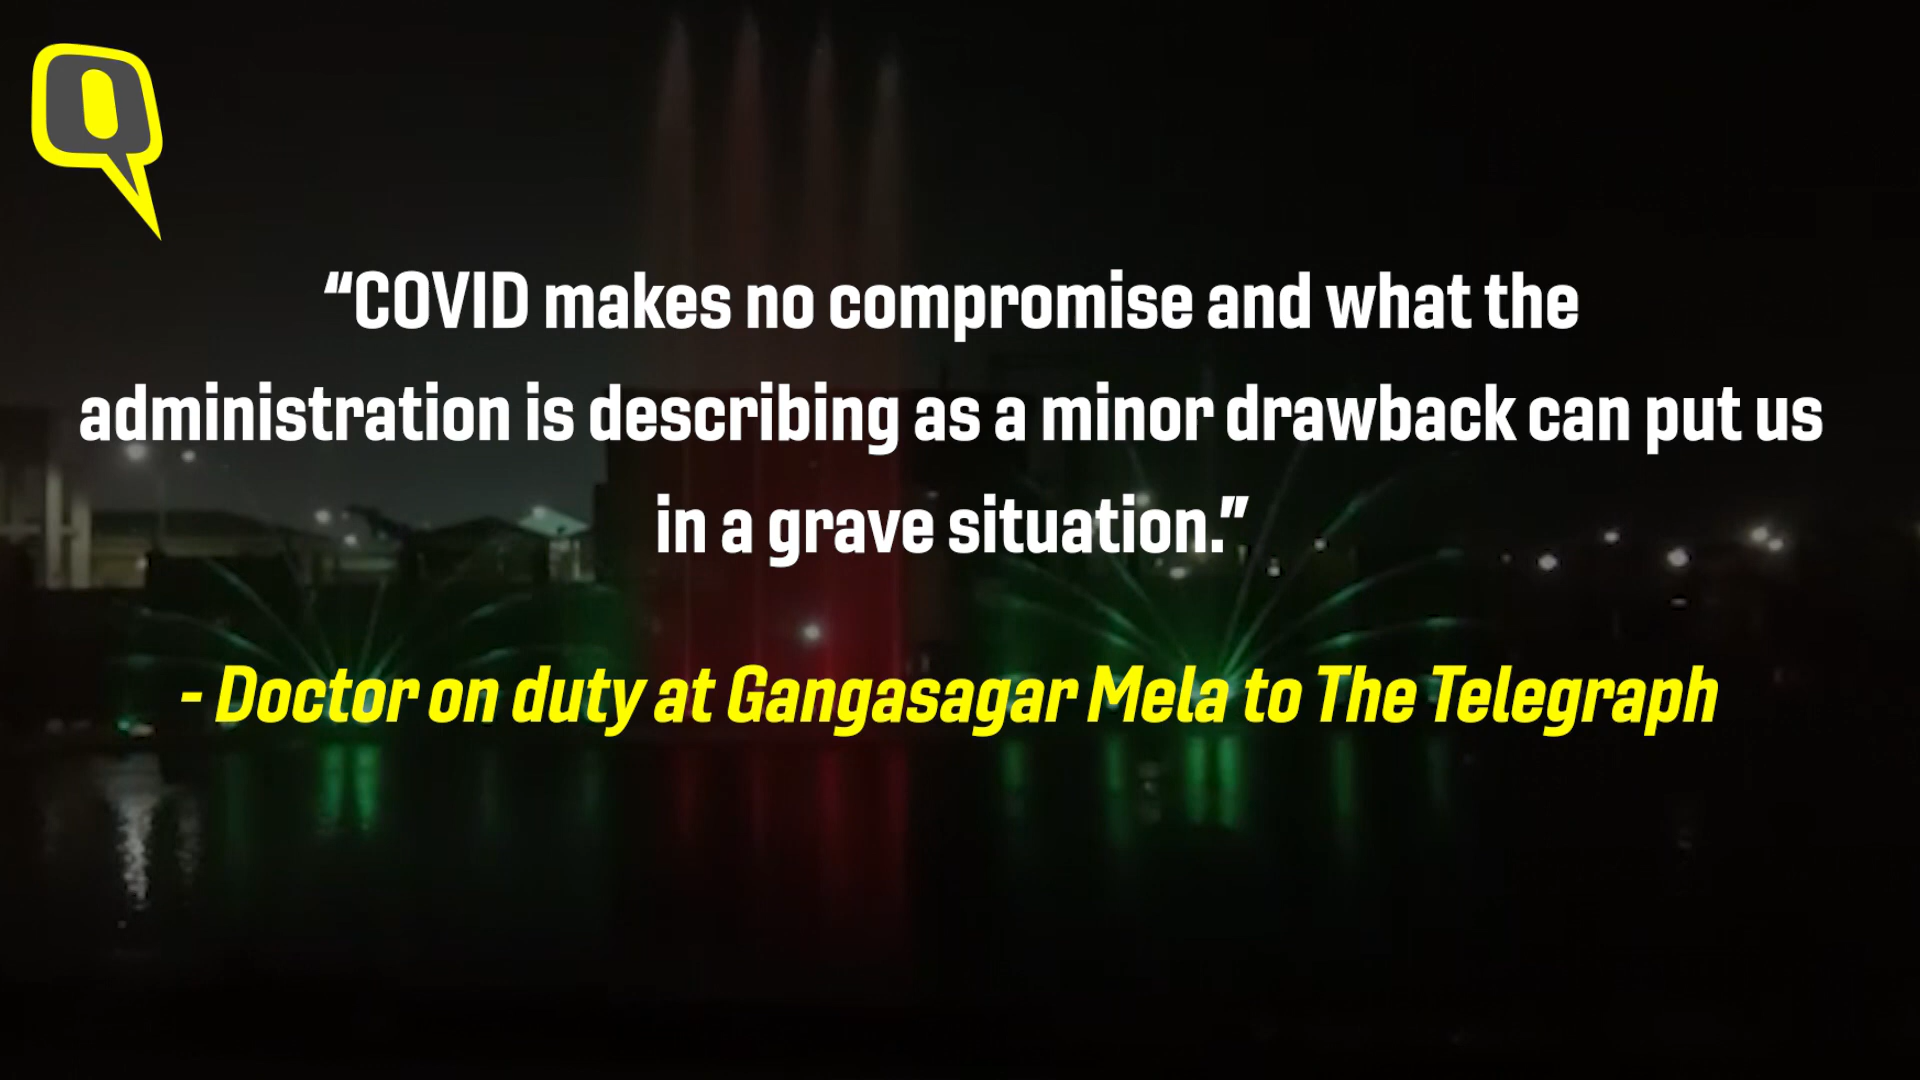 “COVID makes no compromise and what the
administration is describing as a minor drawback can put us
in a grave situation.”
- Doctor on duty at Gangasagar Mela to The Telegraph